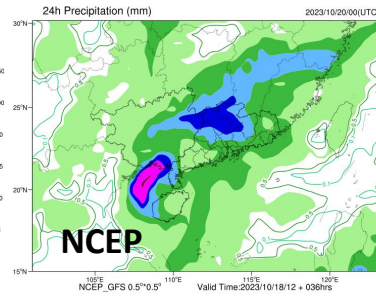 24h Precipitation (mm) 2023/10/20/00(UTC
30°N
25°N
20°N
15°N
NCEP
105°E 110°E 115°E 120°E
NCEP_GFS 0.5°*0.5° Valid Time:2023/10/18/12 + 036hrs